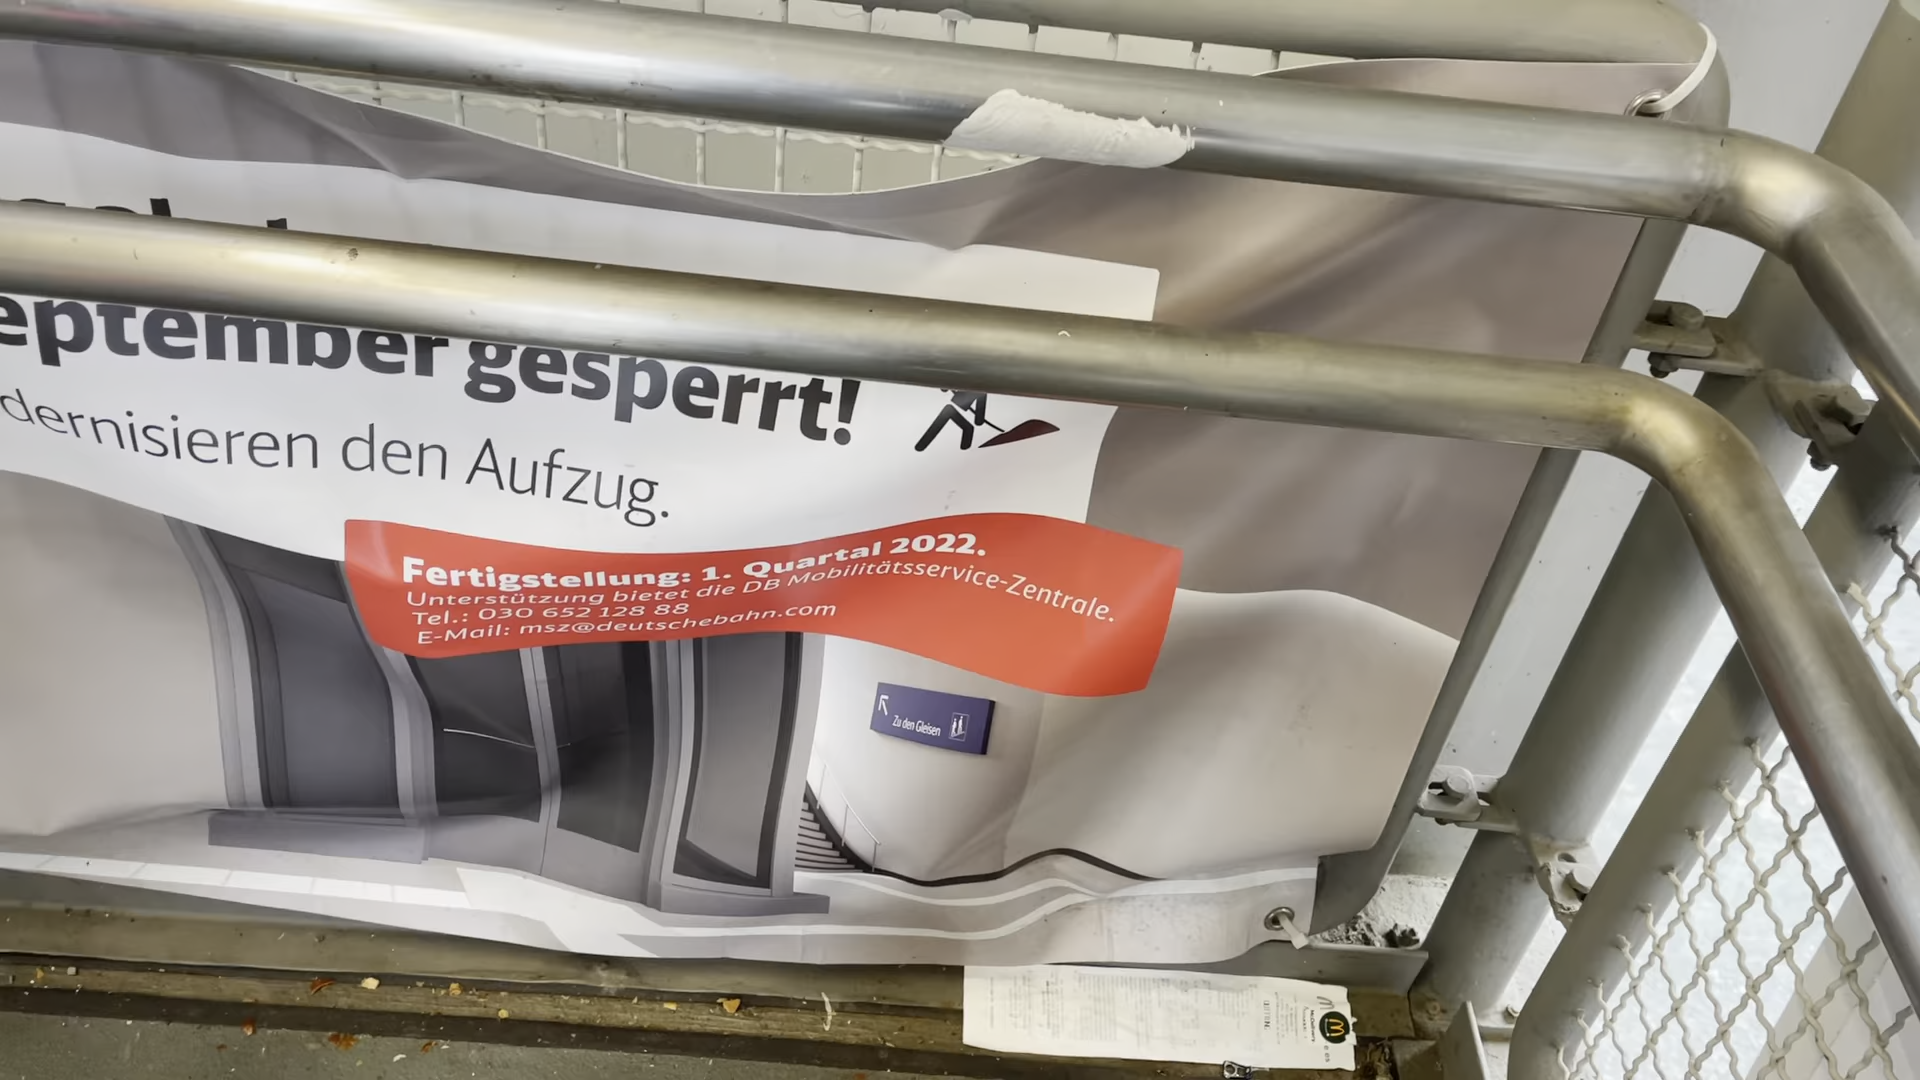 eptember gesperrt!
dernisieren den Aufzug.
Fertigstellung: 1. Quartal 2022.
Unterstützung bietet die DB Mobilitätsservice-Zentrale.
Tel.: 030 652 128 88
E-Mail: msz@deutschebahn.com
Zu den Gleisen